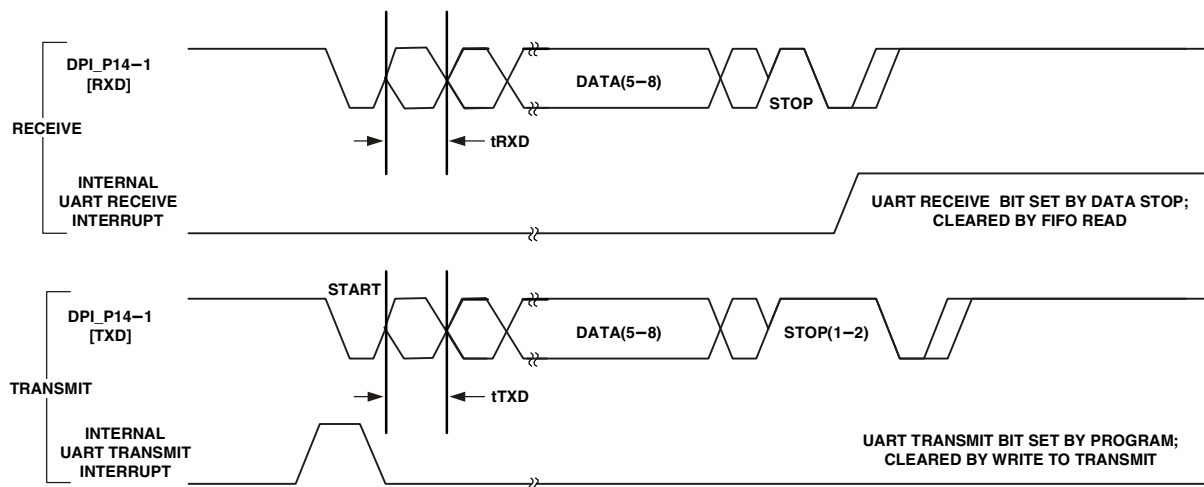 RECEIVE
DPI_P14–1
[RXD]
DATA(5–8)
STOP
tRXD
INTERNAL
UART RECEIVE
INTERRUPT
UART RECEIVE BIT SET BY DATA STOP;
CLEARED BY FIFO READ
TRANSMIT
START
DPI_P14–1
[TXD]
DATA(5–8)
STOP(1–2)
tTXD
INTERNAL
UART TRANSMIT
INTERRUPT
UART TRANSMIT BIT SET BY PROGRAM;
CLEARED BY WRITE TO TRANSMIT